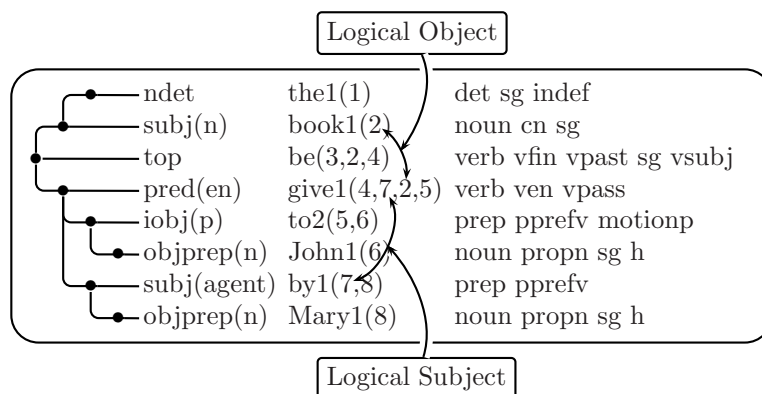 Logical Object
ndet the1(1) det sg indef
subj(n) book1(2) noun cn sg
top be(3,2,4) verb vfin vpast sg vsubj
pred(en) give1(4,7,2,5) verb ven vpass
iobj(p) to2(5,6) prep pprefv motionp
objprep(n) John1(6) noun propn sg h
subj(agent) by1(7,8) prep pprefv
objprep(n) Mary1(8) noun propn sg h
Logical Subject